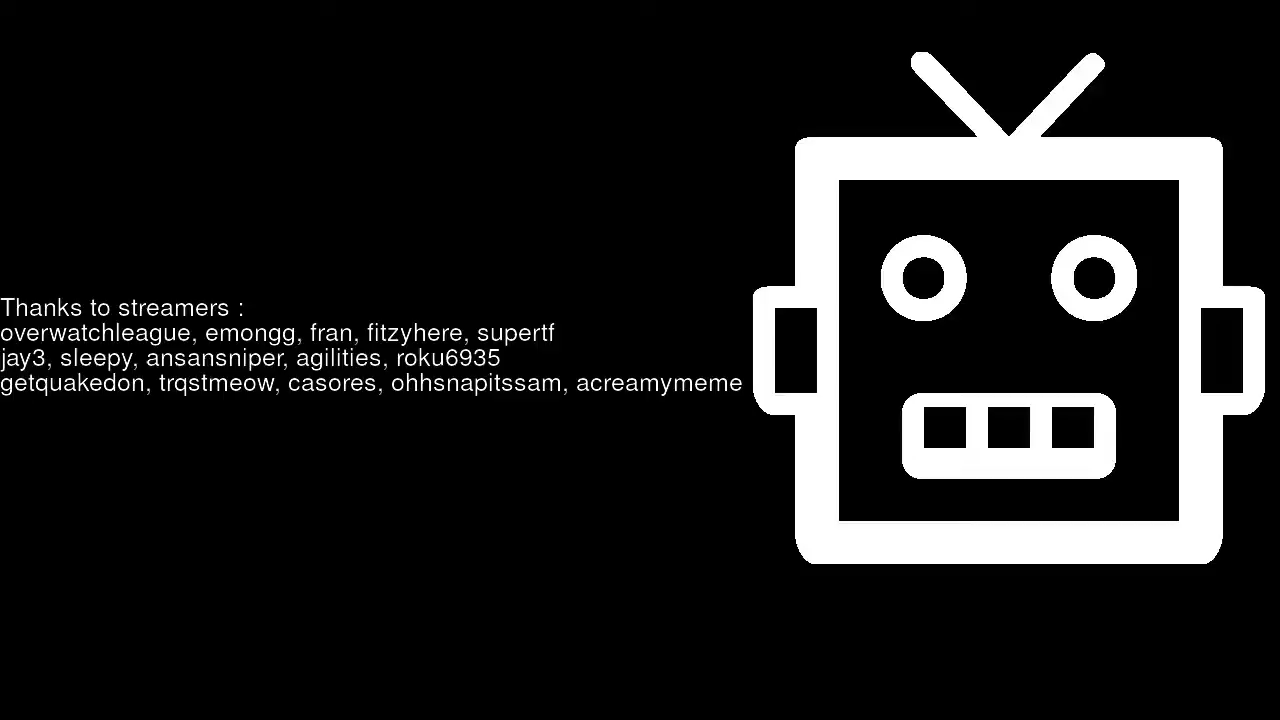 Thanks to streamers :
overwatchleague, emongg, fran, fitzyhere, supertf
jay3, sleepy, ansansniper, agilities, roku6935
getquakedon, trqstmeow, casores, ohhsnapitssam, acreamymeme